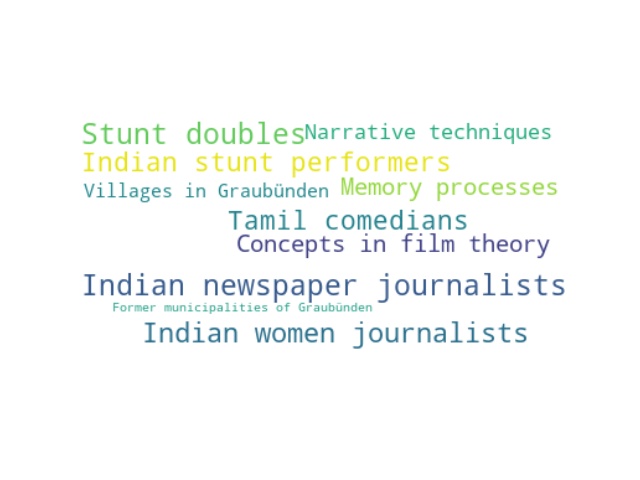 Stunt doubles Narrative techniques
Indian stunt performers
Villages in Graubünden Memory processes
Tamil comedians
Concepts in film theory
Indian newspaper journalists
Former municipalities of Graubünden
Indian women journalists